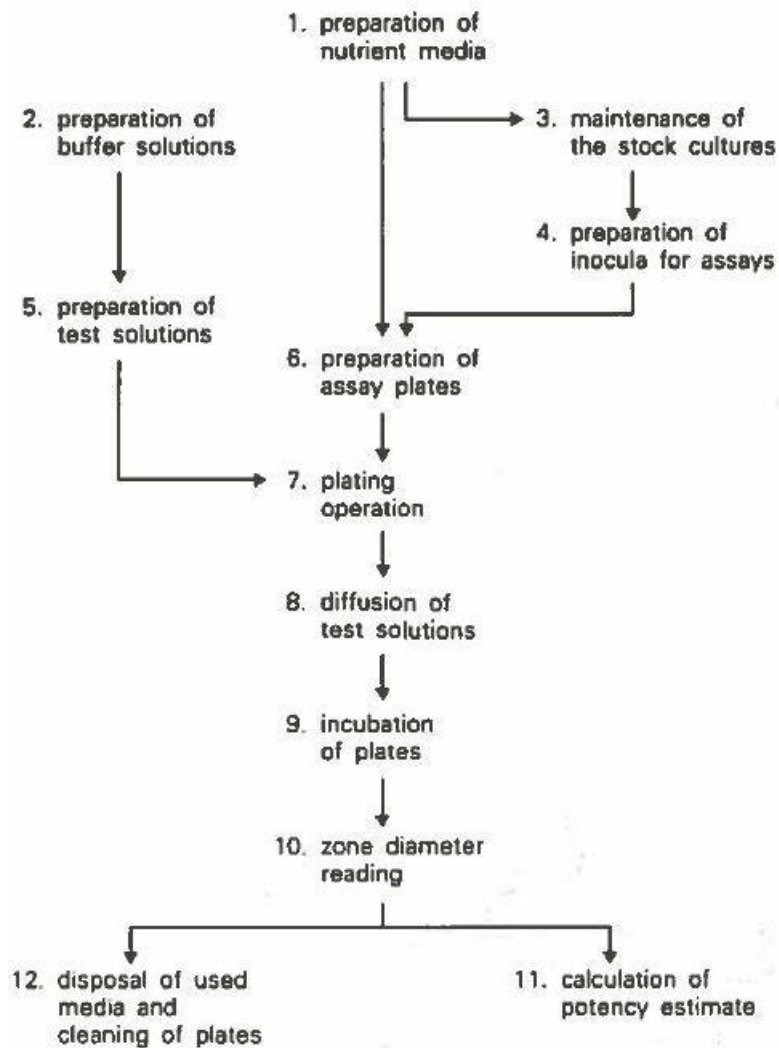 1. preparation of
nutrient media
2. preparation of
buffer solutions
3. maintenance of
the stock cultures
4. preparation of
inocula for assays
5. preparation of
test solutions
6. preparation of
assay plates
7. plating
operation
8. diffusion of
test solutions
9. incubation
of plates
10. zone diameter
reading
12. disposal of used
media and
cleaning of plates
11. calculation of
potency estimate